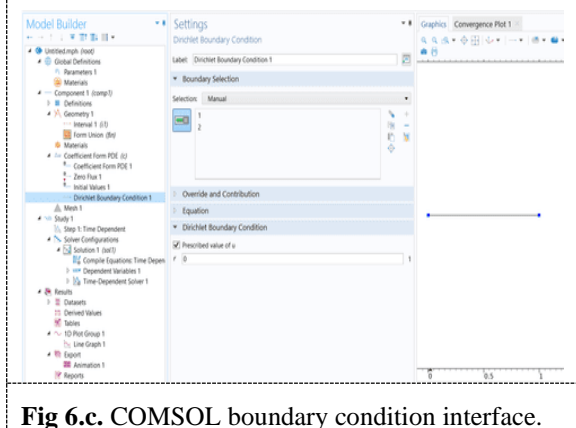 Model Builder
Untitled.mph (root)
Global Definitions
Parameters 1
Materials
Component 1 (comp1)
Definitions
Geometry 1
Interval 1 (i1)
Form Union (fin)
Materials
Coefficient Form PDE (c)
Coefficient Form PDE 1
Zero Flux 1
Initial Values 1
Dirichlet Boundary Condition 1
Mesh 1
Study 1
Step 1: Time Dependent
Solver Configurations
Solution 1 (sol1)
Compile Equations: Time Depen
Dependent Variables 1
Time-Dependent Solver 1
Results
Datasets
Derived Values
Tables
1D Plot Group 1
Line Graph 1
Export
Animation 1
Reports
Settings
Dirichlet Boundary Condition
Label: Dirichlet Boundary Condition 1
Boundary Selection
Selection: Manual
1
2
Override and Contribution
Equation
Dirichlet Boundary Condition
Prescribed value of u
r 0 1
Graphics Convergence Plot 1
0 0.5 1
Fig 6.c. COMSOL boundary condition interface.